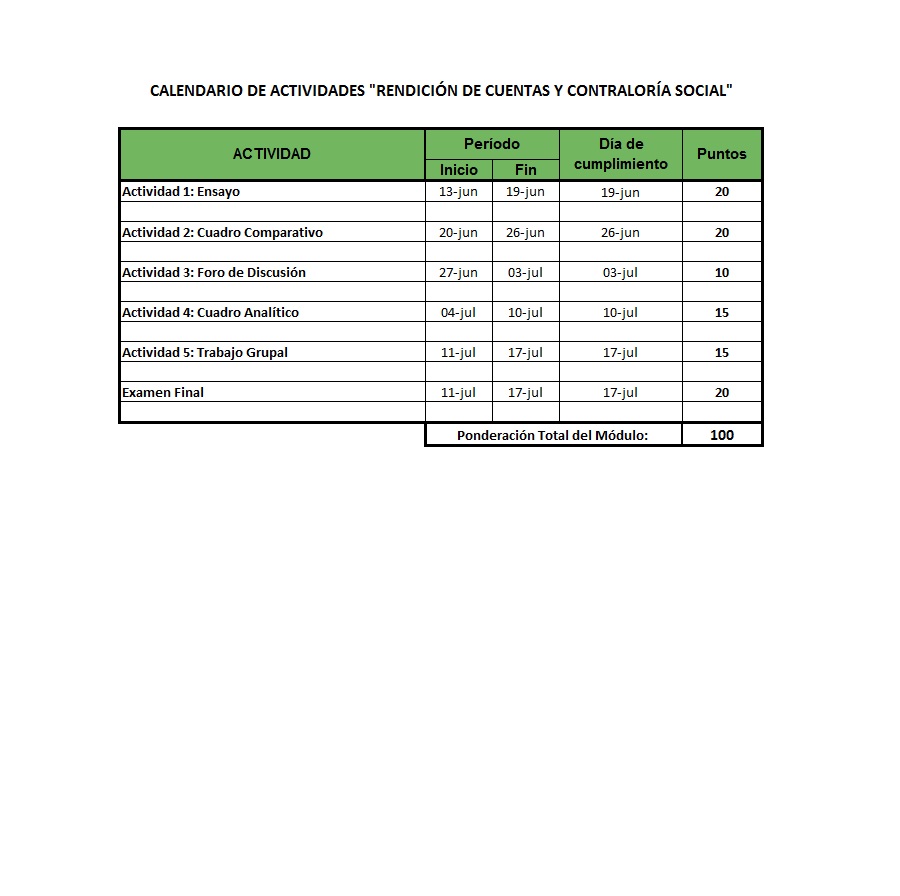 CALENDARIO DE ACTIVIDADES "RENDICIÓN DE CUENTAS Y CONTRALORÍA SOCIAL"
ACTIVIDAD Período Día de cumplimiento Puntos
Inicio Fin
Actividad 1: Ensayo 13-jun 19-jun 19-jun 20
Actividad 2: Cuadro Comparativo 20-jun 26-jun 26-jun 20
Actividad 3: Foro de Discusión 27-jun 03-jul 03-jul 10
Actividad 4: Cuadro Analítico 04-jul 10-jul 10-jul 15
Actividad 5: Trabajo Grupal 11-jul 17-jul 17-jul 15
Examen Final 11-jul 17-jul 17-jul 20
Ponderación Total del Módulo: 100